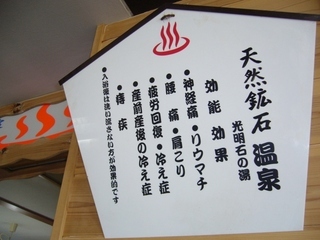 天然鉱石 温泉
光明石の湯
効能 効果
●神経痛 ●リウマチ
●腰痛 ●肩こり
●疲労回復 ●冷え症
●産前産後の冷え症
●痔疾
●入浴後は洗い流さない方が効果的です